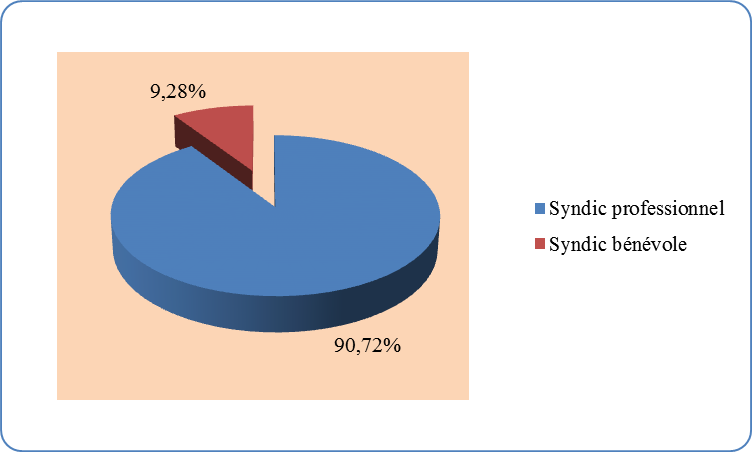 9,28%
90,72%
Syndic professionnel
Syndic bénévole